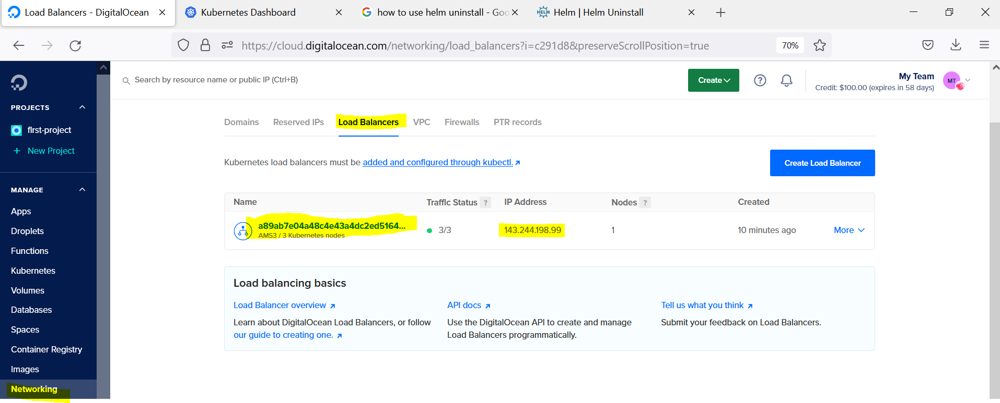 Load Balancers - DigitalOcean
Kubernetes Dashboard
how to use helm uninstall - Goo
HELM
Helm | Helm Uninstall
https://cloud.digitalocean.com/networking/load_balancers?i=c291d8&preserveScrollPosition=true
70%
Search by resource name or public IP (Ctrl+B)
Create
?
My Team
Credit: $100.00 (expires in 58 days)
MT
PROJECTS
first-project
+ New Project
MANAGE
Apps
Droplets
Functions
Kubernetes
Volumes
Databases
Spaces
Container Registry
Images
Networking
Domains Reserved IPs Load Balancers VPC Firewalls PTR records
Kubernetes load balancers must be added and configured through kubectl.
Create Load Balancer
Name Traffic Status ? IP Address Nodes ? Created
a89ab7e04a48c4e43a4dc2ed5164...
AMS3 / 3 Kubernetes nodes
3/3 143.244.198.99 1 10 minutes ago More
Load balancing basics
Load Balancer overview
Learn about DigitalOcean Load Balancers, or follow
our guide to creating one.
API docs
Use the DigitalOcean API to create and manage
Load Balancers programmatically.
Tell us what you think
Submit your feedback on Load Balancers.